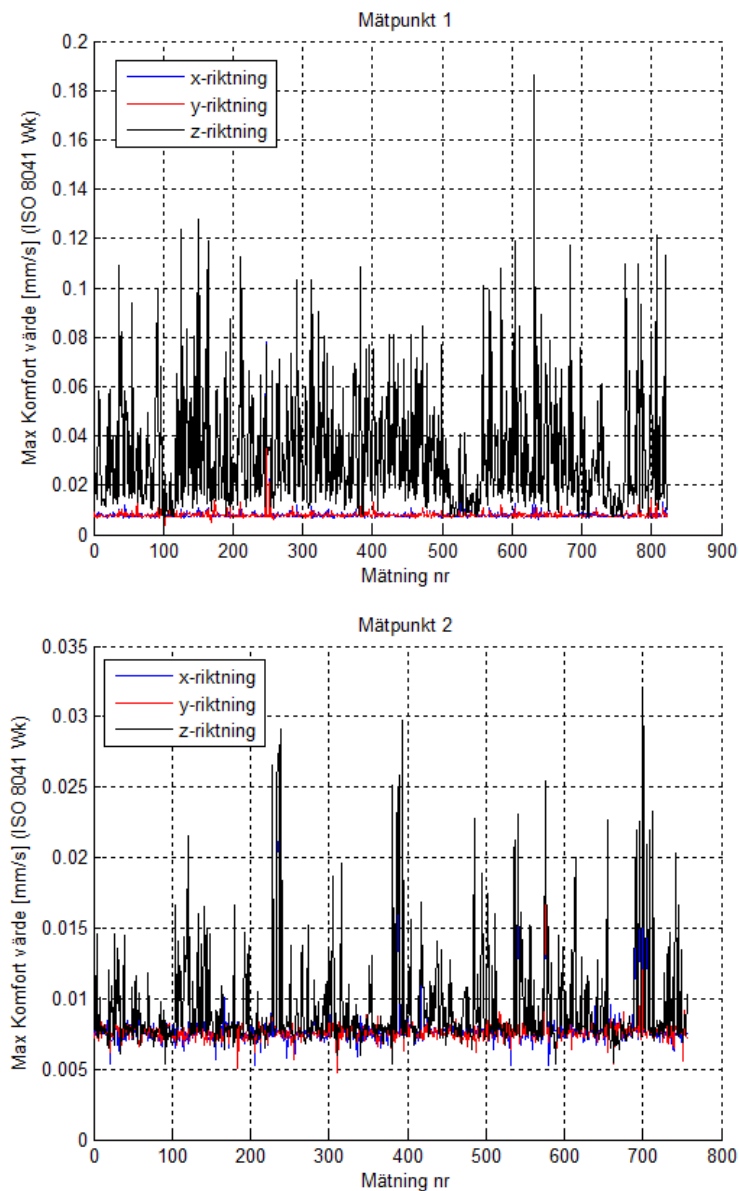 Mätpunkt 1
0.2
0.18
0.16
0.14
0.12
0.1
0.08
0.06
0.04
0.02
0
Max Komfort värde [mm/s] (ISO 8041 Wk)
x-riktning
y-riktning
z-riktning
0 100 200 300 400 500 600 700 800 900
Mätning nr
Mätpunkt 2
0.035
0.03
0.025
0.02
0.015
0.01
0.005
0
Max Komfort värde [mm/s] (ISO 8041 Wk)
x-riktning
y-riktning
z-riktning
0 100 200 300 400 500 600 700 800
Mätning nr